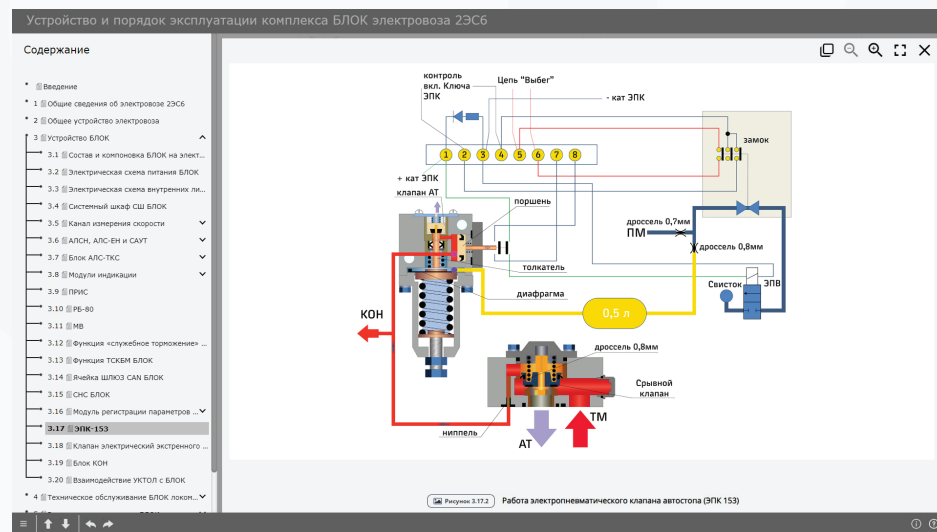 Устройство и порядок эксплуатации комплекса БЛОК электровоза 2ЭС6
Содержание
Введение
1 Общие сведения об электровозе 2ЭС6
2 Общее устройство электровоза
3 Устройство БЛОК
3.1 Состав и компоновка БЛОК на элект...
3.2 Электрическая схема питания БЛОК
3.3 Электрическая схема внутренних ли...
3.4 Системный шкаф СШ БЛОК
3.5 Канал измерения скорости
3.6 АЛСН, АЛС-ЕН и САУТ
3.7 Блок АЛС-ТКС
3.8 Модули индикации
3.9 ПРИС
3.10 РБ-80
3.11 МВ
3.12 Функция «служебное торможение» ...
3.13 Функция ТСКБМ БЛОК
3.14 Ячейка ШЛЮЗ CAN БЛОК
3.15 СНС БЛОК
3.16 Модуль регистрации параметров ...
3.17 ЭПК-153
3.18 Клапан электрический экстренного ...
3.19 Блок КОН
3.20 Взаимодействие УКТОЛ с БЛОК
4 Техническое обслуживание БЛОК локом...
контроль
вкл. Ключа
ЭПК
Цепь "Выбег"
- кат ЭПК
замок
1 2 3 4 5 6 7 8
+ кат ЭПК
клапан АТ
поршень
дроссель 0,7мм
ПМ
дроссель 0,8мм
толкатель
Свисток
ЭПВ
диафрагма
КОН
0,5 л
дроссель 0,8мм
Срывной
клапан
ниппель
АТ
ТМ
Рисунок 3.17.2
Работа электропневматического клапана автостопа (ЭПК 153)